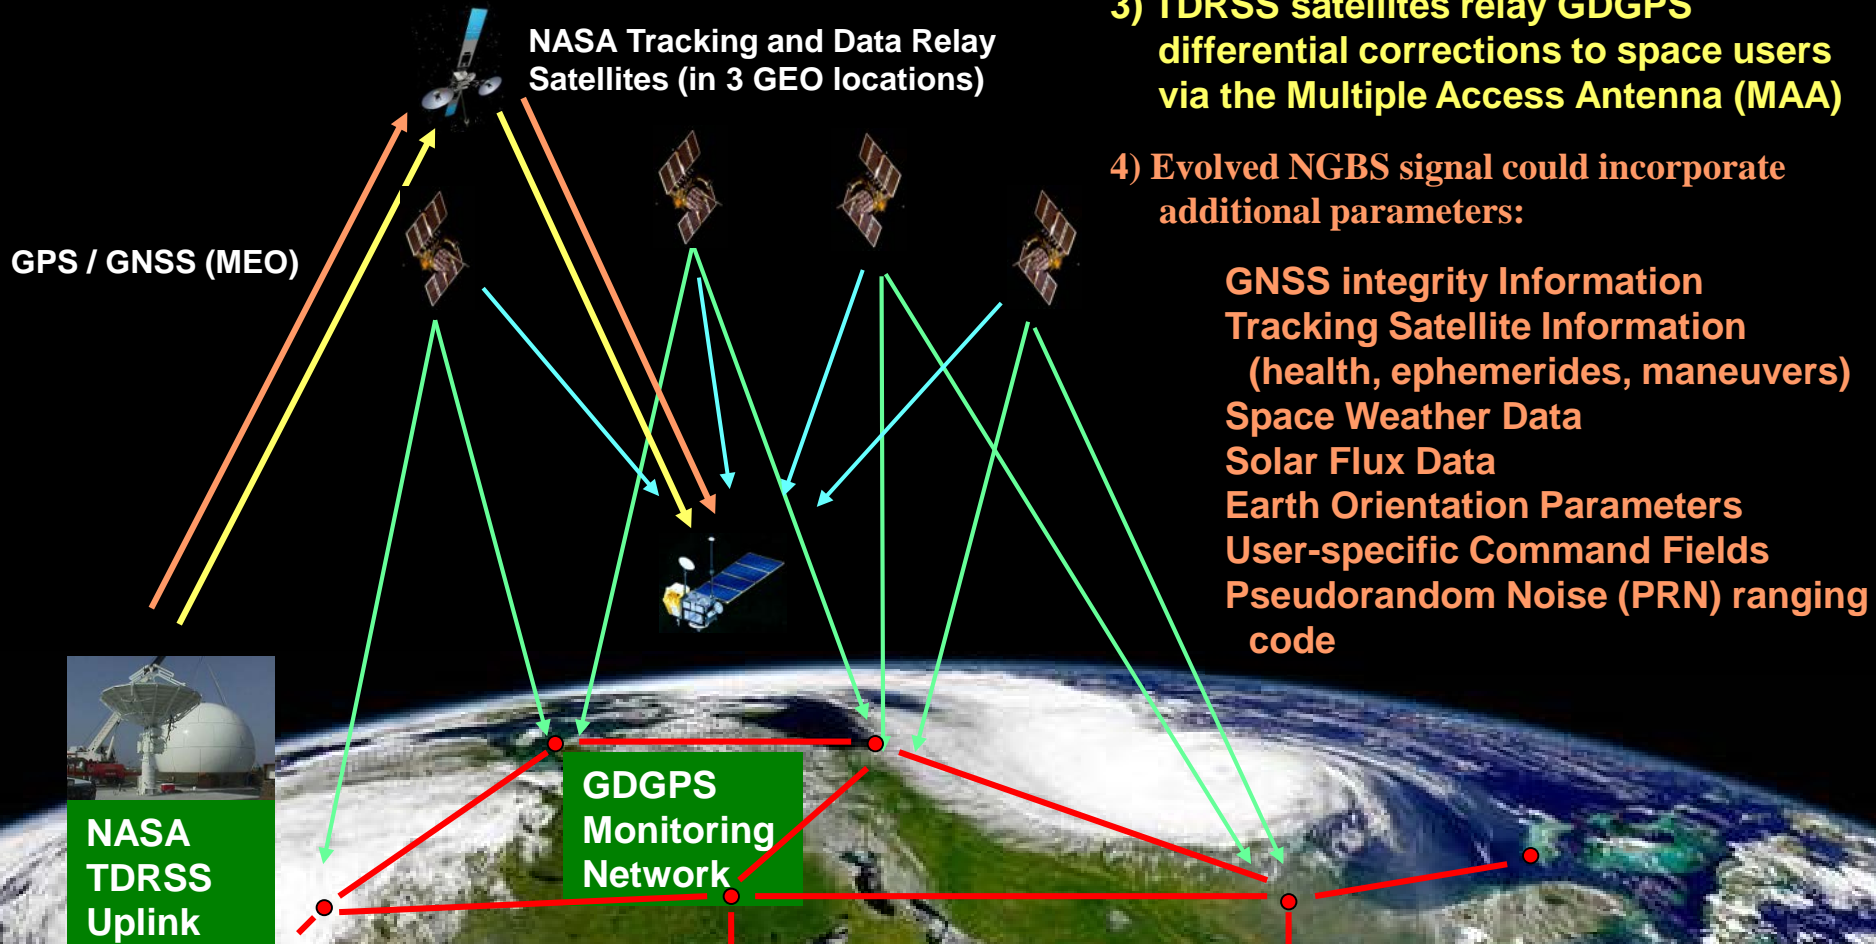 3) TDRSS satellites relay GDGPS
differential corrections to space users
via the Multiple Access Antenna (MAA)
NASA Tracking and Data Relay
Satellites (in 3 GEO locations)
4) Evolved NGBS signal could incorporate
additional parameters:
GPS / GNSS (MEO)
GNSS integrity Information
Tracking Satellite Information
(health, ephemerides, maneuvers)
Space Weather Data
Solar Flux Data
Earth Orientation Parameters
User-specific Command Fields
Pseudorandom Noise (PRN) ranging
code
GDGPS
Monitoring
Network
NASA
TDRSS
Uplink